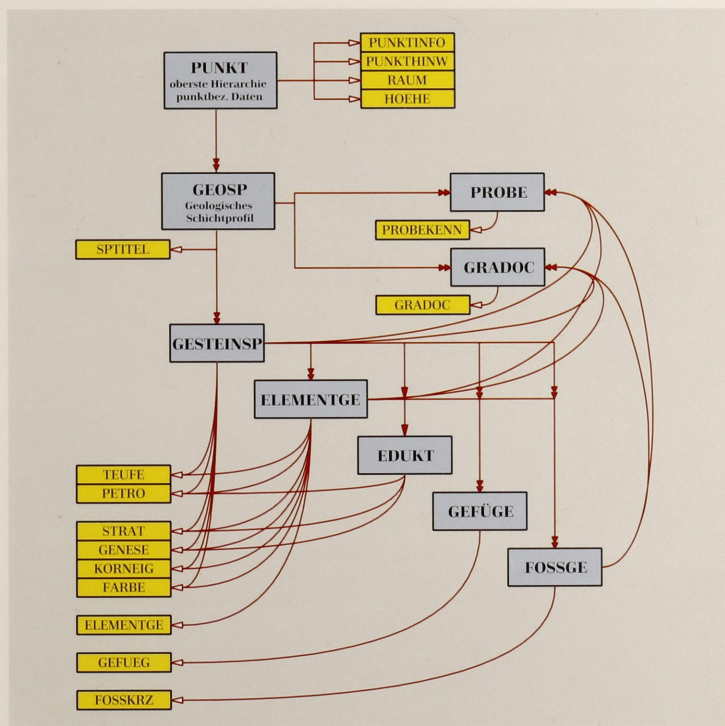 PUNKT
oberste Hierarchie
punktbez. Daten
PUNKTINFO
PUNKTHINW
RAUM
HOEHE
GEOSP
Geologisches
Schichtprofil
PROBE
PROBEKENN
SPTITEL
GRADOC
GRADOC
GESTEINSP
ELEMENTGE
EDUKT
TEUFE
PETRO
GEFÜGE
STRAT
GENESE
KORNEIG
FARBE
FOSSGE
ELEMENTGE
GEFUEG
FOSSKRZ